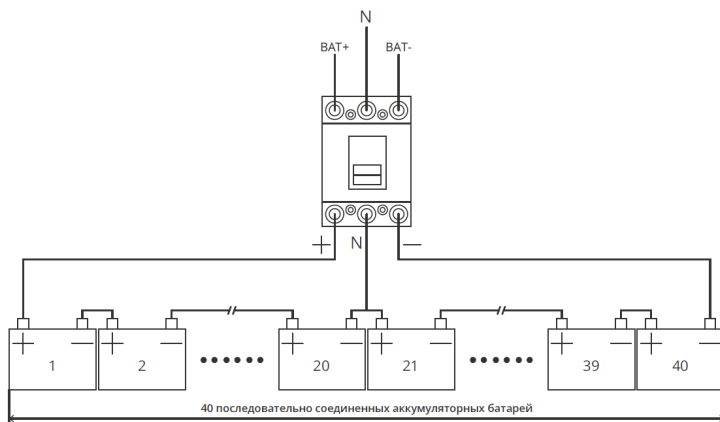 N
BAT+ BAT-
+ N −
+ − + − + − + − + − + −
1 2 20 21 39 40
40 последовательно соединенных аккумуляторных батарей